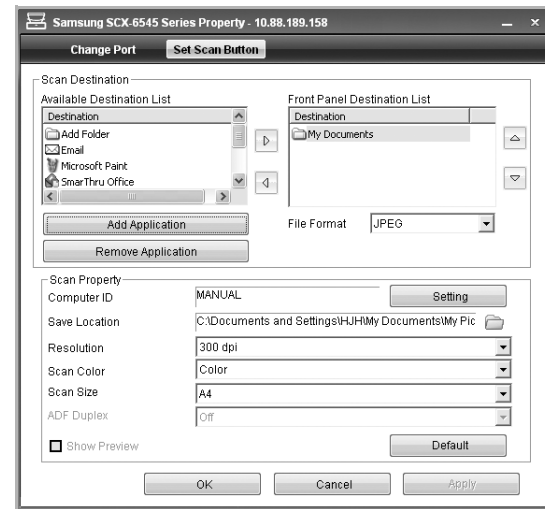 Samsung SCX-6545 Series Property - 10.88.189.158
Change Port Set Scan Button
Scan Destination
Available Destination List
Destination
Add Folder
Email
Microsoft Paint
SmarThru Office
Add Application
Remove Application
Front Panel Destination List
Destination
My Documents
File Format JPEG
Scan Property
Computer ID MANUAL Setting
Save Location C:\Documents and Settings\HJH\My Documents\My Pic
Resolution 300 dpi
Scan Color Color
Scan Size A4
ADF Duplex Off
Show Preview Default
OK Cancel Apply